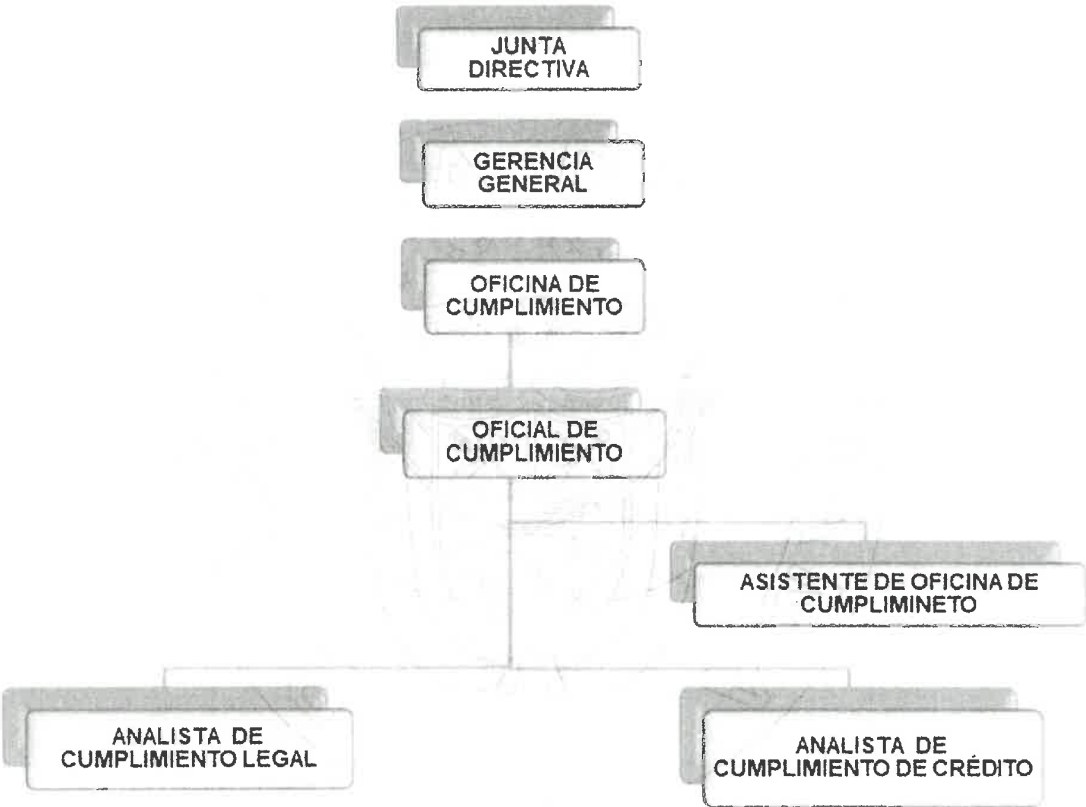 JUNTA
DIRECTIVA
GERENCIA
GENERAL
OFICINA DE
CUMPLIMIENTO
OFICIAL DE
CUMPLIMIENTO
ASISTENTE DE OFICINA DE
CUMPLIMINETO
ANALISTA DE
CUMPLIMIENTO LEGAL
ANALISTA DE
CUMPLIMIENTO DE CRÉDITO